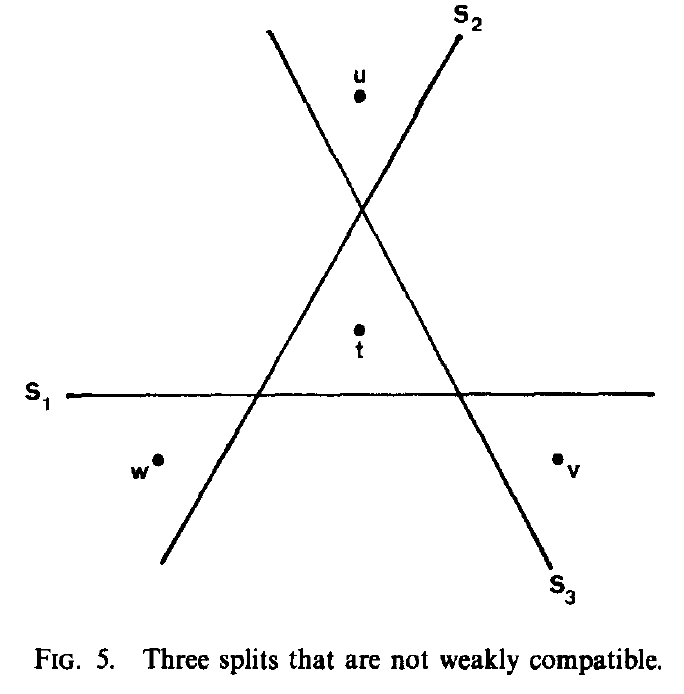 S₂
u
t
S₁
w
v
S₃
FIG. 5. Three splits that are not weakly compatible.